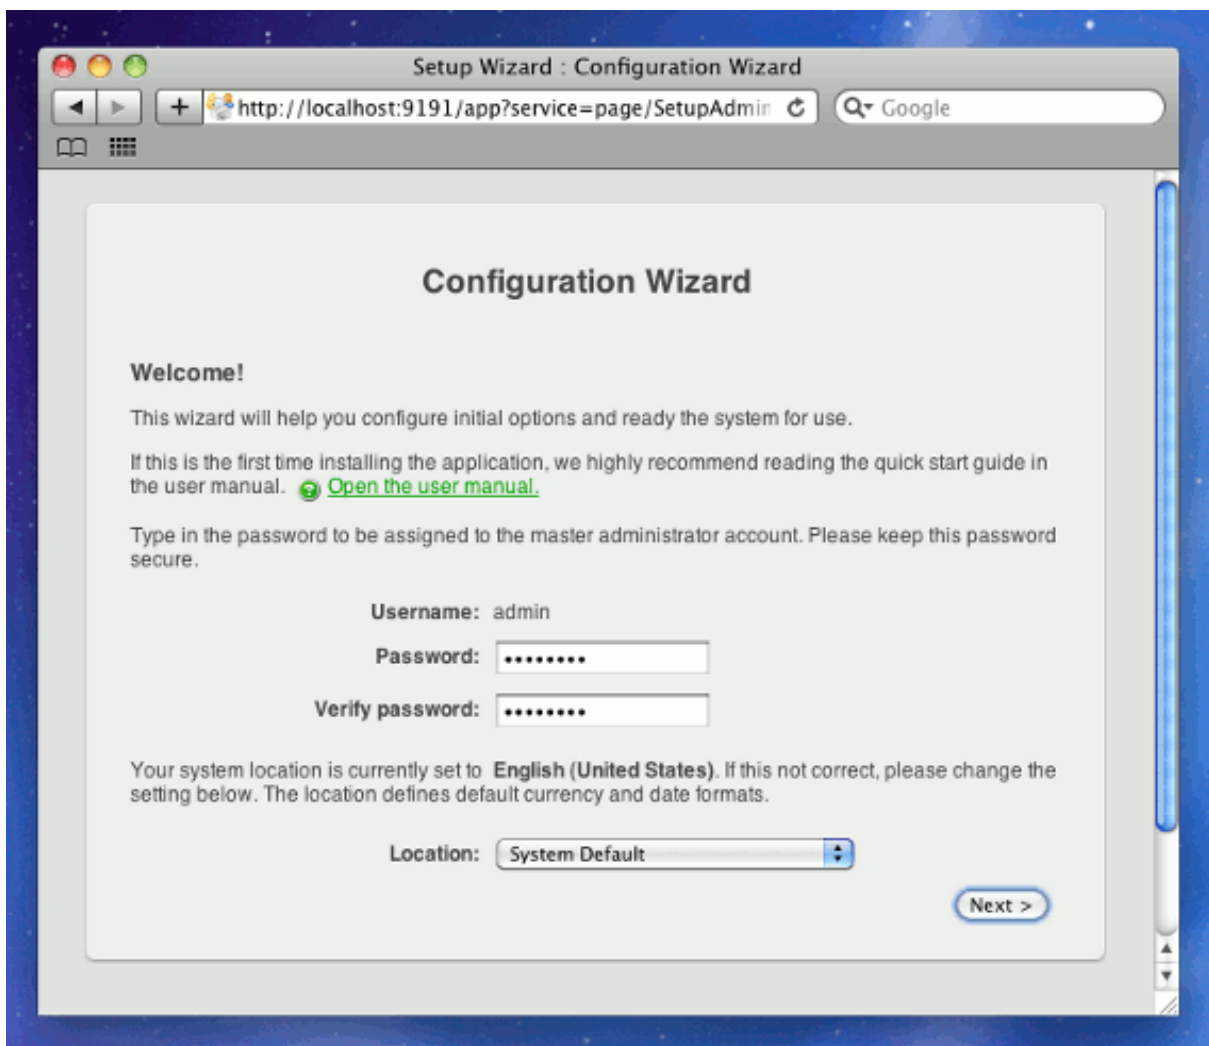 Setup Wizard : Configuration Wizard
http://localhost:9191/app?service=page/SetupAdmin
Google
Configuration Wizard
Welcome!
This wizard will help you configure initial options and ready the system for use.
If this is the first time installing the application, we highly recommend reading the quick start guide in
the user manual. Open the user manual.
Type in the password to be assigned to the master administrator account. Please keep this password
secure.
Username: admin
Password: ••••••••
Verify password: ••••••••
Your system location is currently set to English (United States). If this not correct, please change the
setting below. The location defines default currency and date formats.
Location: System Default
Next >